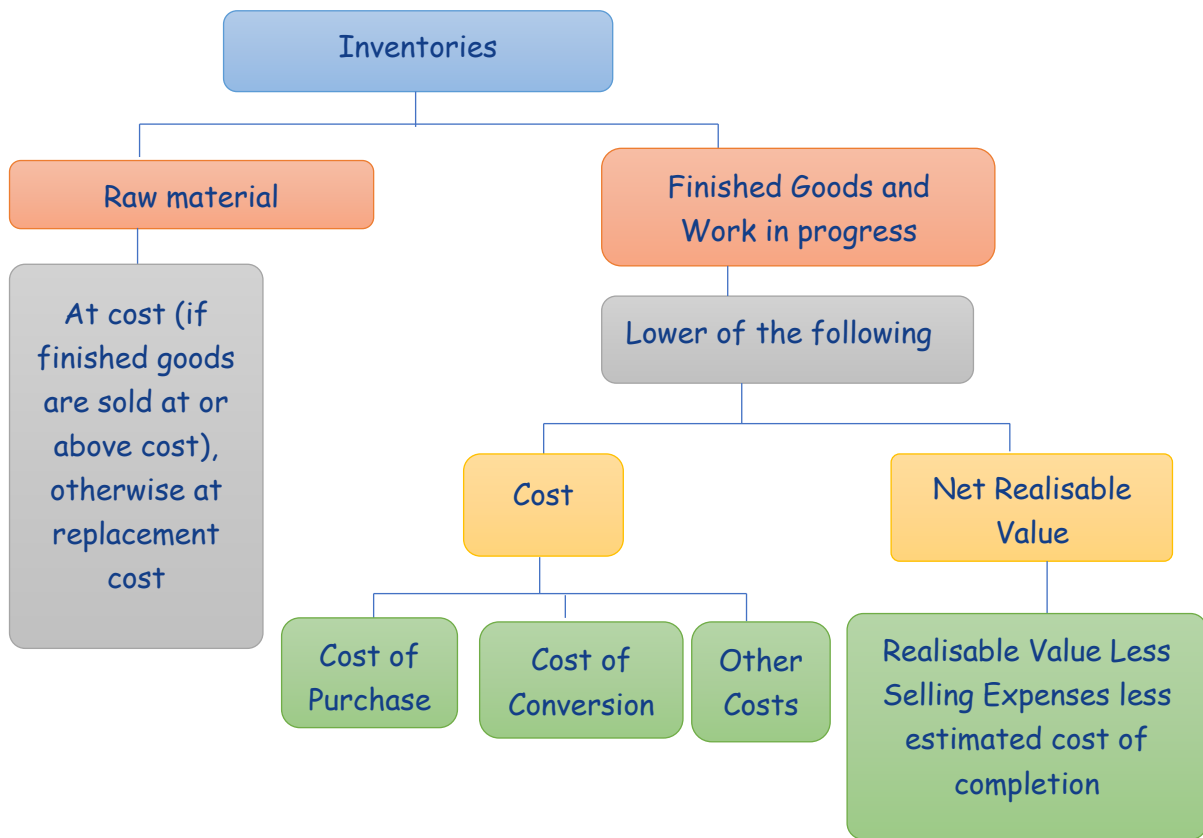 Inventories
Raw material
Finished Goods and
Work in progress
At cost (if
finished goods
are sold at or
above cost),
otherwise at
replacement
cost
Lower of the following
Cost
Net Realisable
Value
Cost of
Purchase
Cost of
Conversion
Other
Costs
Realisable Value Less
Selling Expenses less
estimated cost of
completion